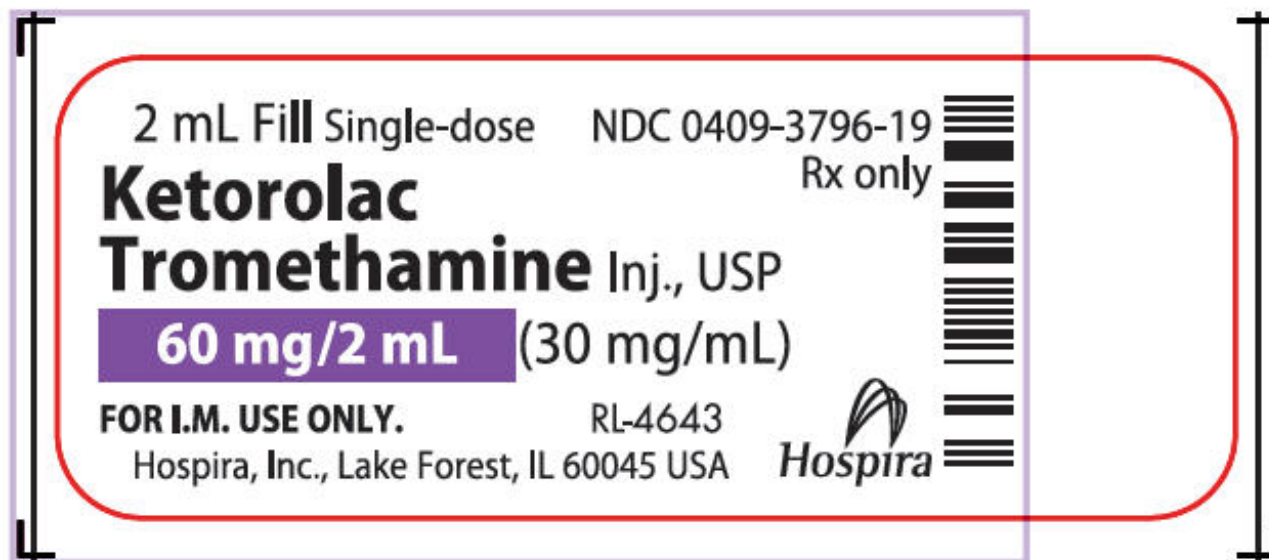 2 mL Fill Single-dose NDC 0409-3796-19
Rx only
Ketorolac
Tromethamine Inj., USP
60 mg/2 mL (30 mg/mL)
FOR I.M. USE ONLY. RL-4643
Hospira, Inc., Lake Forest, IL 60045 USA Hospira